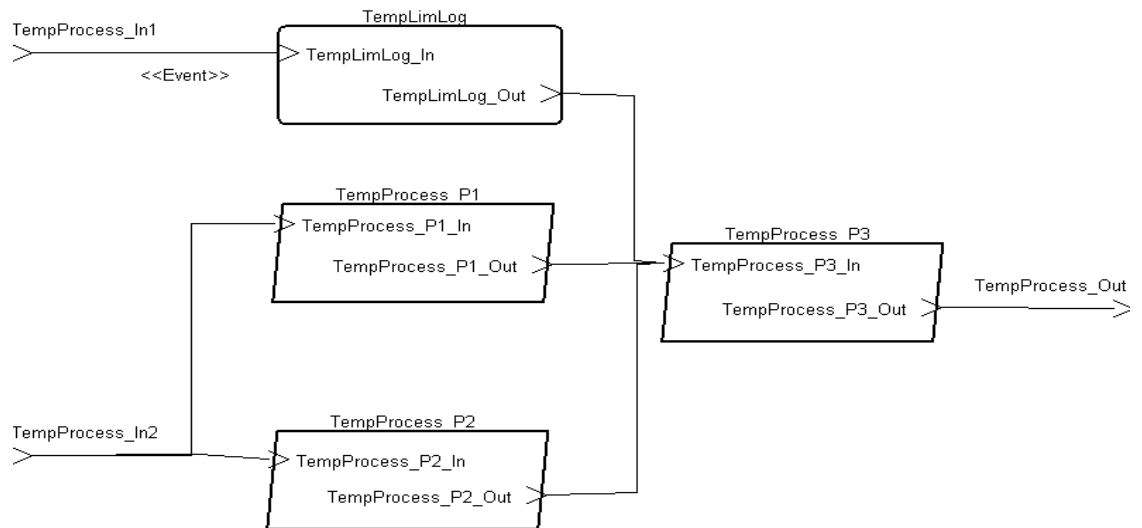 TempLimLog
TempProcess_In1
TempLimLog_In
<<Event>>
TempLimLog_Out
TempProcess_P1
TempProcess_P1_In
TempProcess_P1_Out
TempProcess_P3
TempProcess_P3_In
TempProcess_Out
TempProcess_P3_Out
TempProcess_P2
TempProcess_In2
TempProcess_P2_In
TempProcess_P2_Out